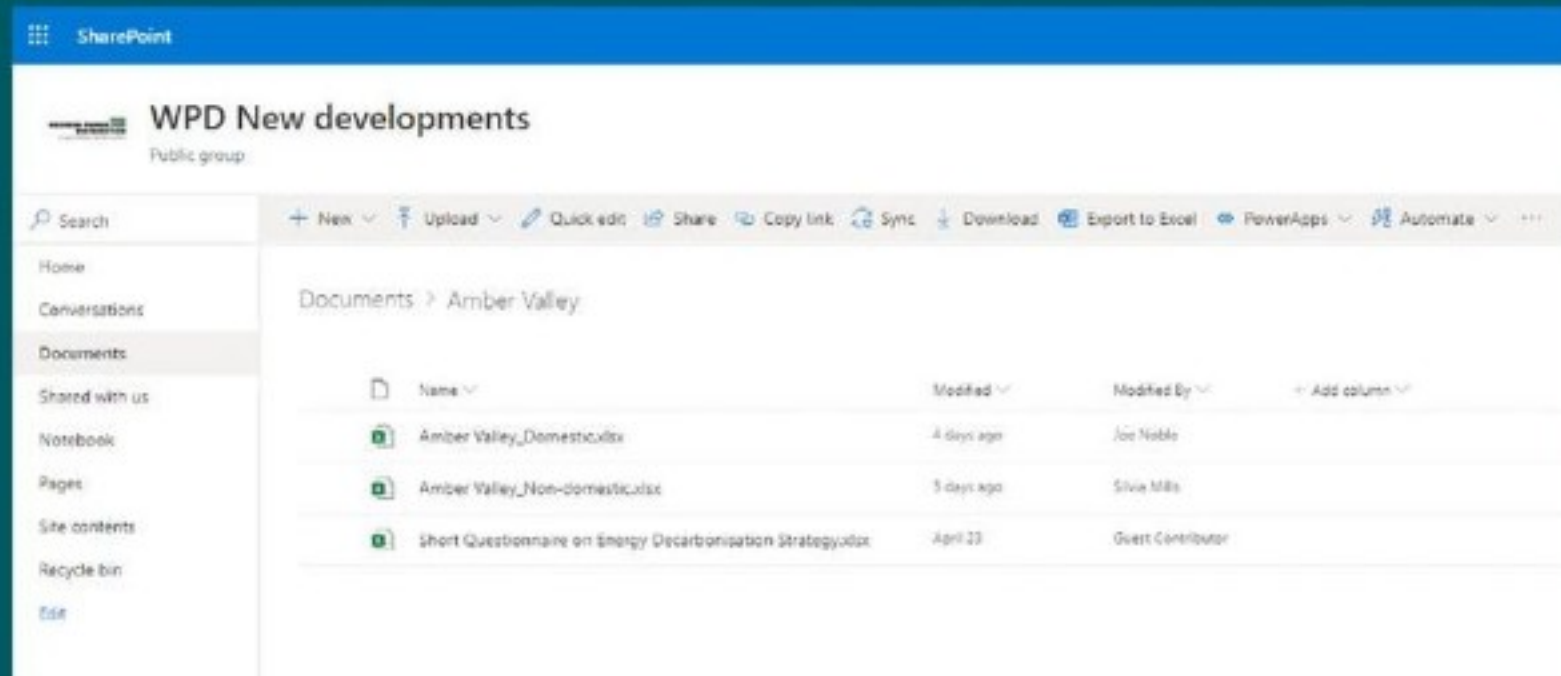 SharePoint
WPD New developments
Public group
Search
New Upload Quick edit Share Copy link Sync Download Export to Excel PowerApps Automate ...
Home
Conversations
Documents
Shared with us
Notebook
Pages
Site contents
Recycle bin
Edit
Documents > Amber Valley
Name Modified Modified By + Add column
Amber Valley_Domestic.xlsx 4 days ago Joe Noble
Amber Valley_Non-domestic.xlsx 5 days ago Silvia Mills
Short Questionnaire on Energy Decarbonisation Strategy.xlsx April 23 Guest Contributor